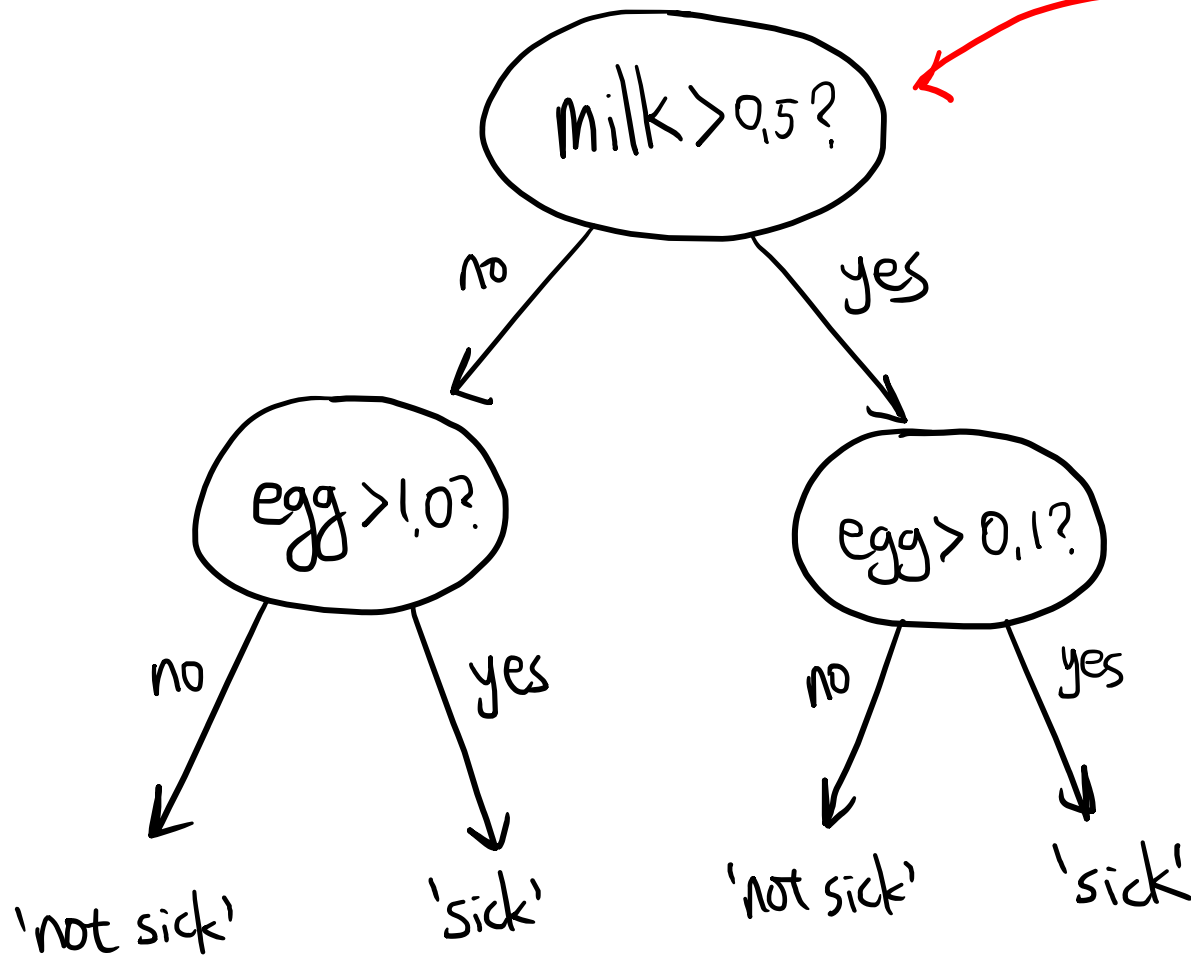 milk > 0,5?
no
yes
egg > 1,0?
egg > 0,1?
no
yes
no
yes
'not sick'
'sick'
'not sick'
'sick'